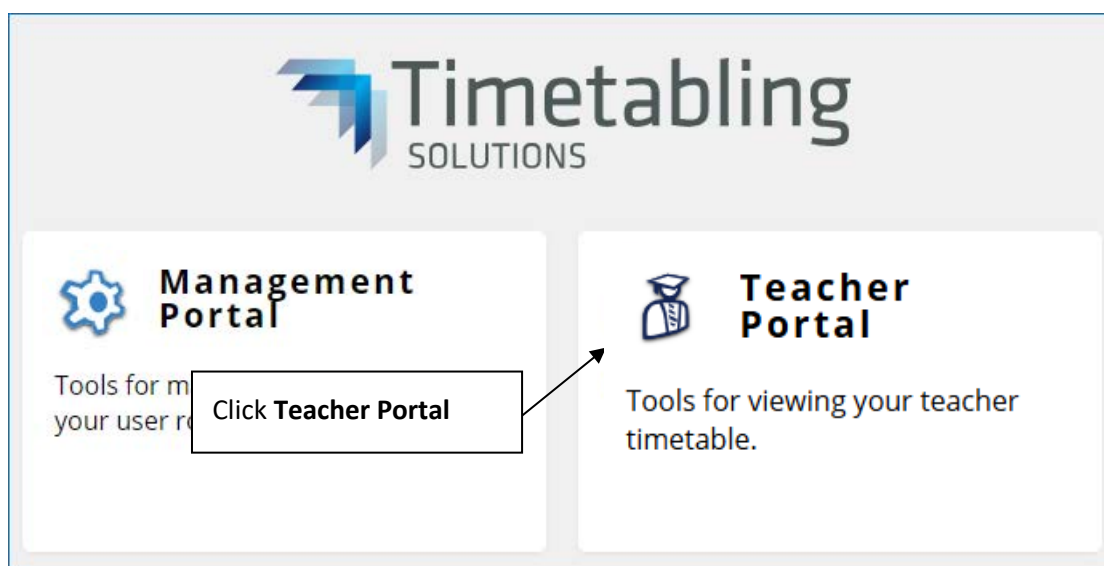 Timetabling
SOLUTIONS
Management
Portal
Tools for
your user
Click Teacher Portal
Teacher
Portal
Tools for viewing your teacher
timetable.